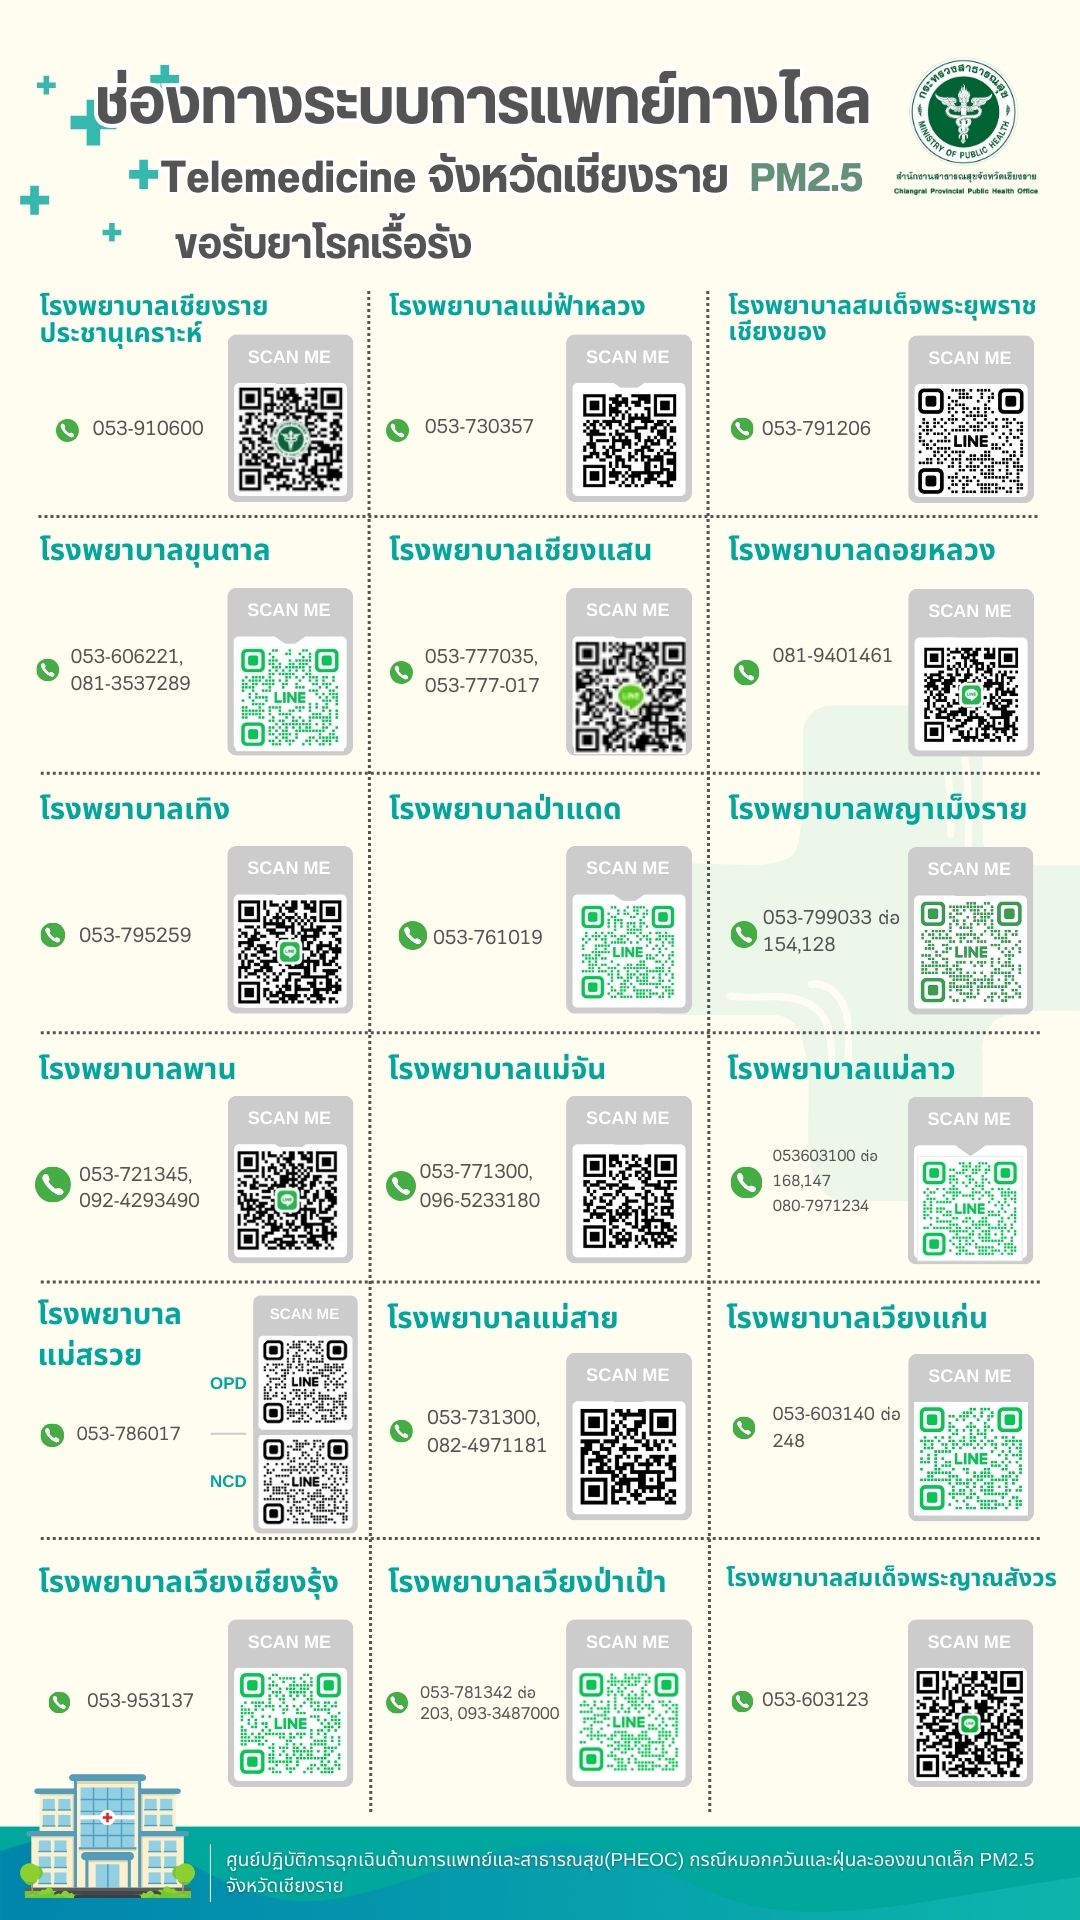 ช่องทางระบบการแพทย์ทางไกล
Telemedicine จังหวัดเชียงราย PM2.5
ขอรับยาโรคเรื้อรัง
กระทรวงสาธารณสุข
MINISTRY OF PUBLIC HEALTH
สำนักงานสาธารณสุขจังหวัดเชียงราย
Chiangrai Provincial Public Health Office
โรงพยาบาลเชียงราย
ประชานุเคราะห์
SCAN ME
053-910600
โรงพยาบาลแม่ฟ้าหลวง
SCAN ME
053-730357
โรงพยาบาลสมเด็จพระยุพราช
เชียงของ
SCAN ME
053-791206
LINE
โรงพยาบาลขุนตาล
SCAN ME
053-606221,
081-3537289
LINE
โรงพยาบาลเชียงแสน
SCAN ME
053-777035,
053-777-017
LINE
โรงพยาบาลดอยหลวง
SCAN ME
081-9401461
LINE
โรงพยาบาลเทิง
SCAN ME
053-795259
LINE
โรงพยาบาลป่าแดด
SCAN ME
053-761019
LINE
โรงพยาบาลพญาเม็งราย
SCAN ME
053-799033 ต่อ
154,128
LINE
โรงพยาบาลพาน
SCAN ME
053-721345,
092-4293490
LINE
โรงพยาบาลแม่จัน
SCAN ME
053-771300,
096-5233180
โรงพยาบาลแม่ลาว
SCAN ME
053603100 ต่อ
168,147
080-7971234
LINE
โรงพยาบาล
แม่สรวย
SCAN ME
OPD
LINE
053-786017
NCD
LINE
โรงพยาบาลแม่สาย
SCAN ME
053-731300,
082-4971181
โรงพยาบาลเวียงแก่น
SCAN ME
053-603140 ต่อ
248
LINE
โรงพยาบาลเวียงเชียงรุ้ง
SCAN ME
053-953137
LINE
โรงพยาบาลเวียงป่าเป้า
SCAN ME
053-781342 ต่อ
203, 093-3487000
LINE
โรงพยาบาลสมเด็จพระญาณสังวร
SCAN ME
053-603123
LINE
ศูนย์ปฏิบัติการฉุกเฉินด้านการแพทย์และสาธารณสุข(PHEOC) กรณีหมอกควันและฝุ่นละอองขนาดเล็ก PM2.5
จังหวัดเชียงราย